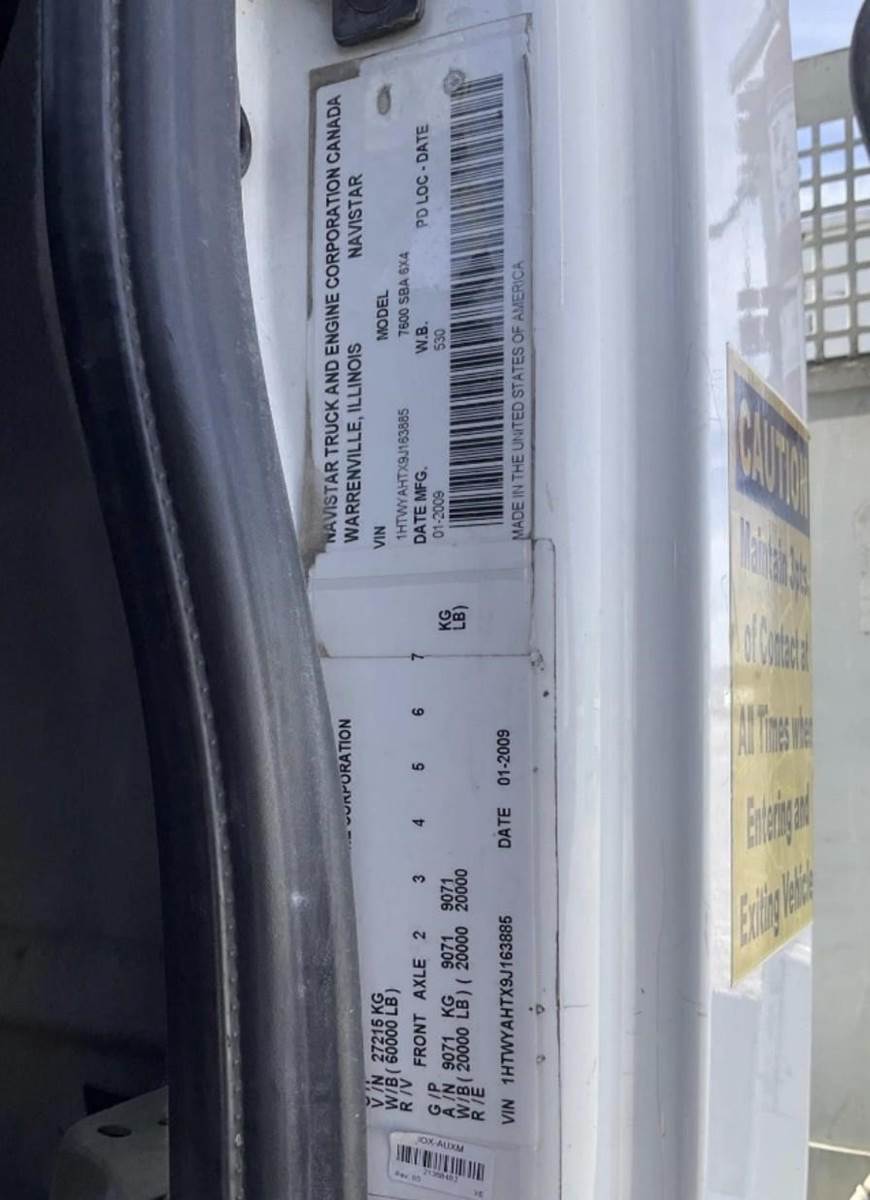 NAVISTAR TRUCK AND ENGINE CORPORATION CANADA
WARRENVILLE, ILLINOIS NAVISTAR
VIN MODEL
1HTWYAHTX9J163885 7600 SBA 6X4
DATE MFG. W.B. PD LOC - DATE
01-2009 530
MADE IN THE UNITED STATES OF AMERICA
CORPORATION
KG
LB)
V/N 27215 KG
W/B ( 60000 LB )
R/V
FRONT AXLE 2 3 4 5 6 7
G/P
A/N 9071 KG 9071 9071
W/B ( 20000 LB ) ( 20000 20000
R/E
VIN 1HTWYAHTX9J163885 DATE 01-2009
JOX-AUXM
CAUTION
Maintain 3pts.
of Contact at
All Times when
Entering and
Exiting Vehicle